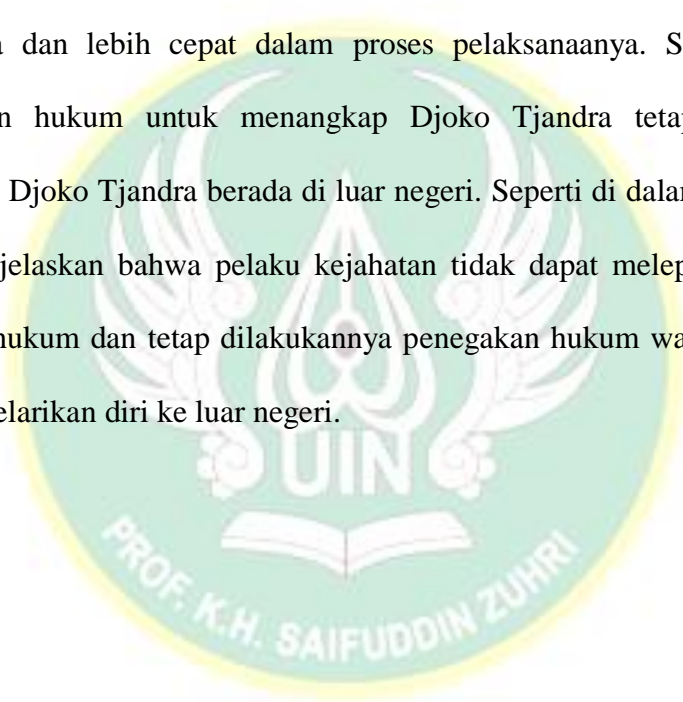 a dan lebih cepat dalam proses pelaksanaanya. S
n hukum untuk menangkap Djoko Tjandra tetap
Djoko Tjandra berada di luar negeri. Seperti di dalam
jelaskan bahwa pelaku kejahatan tidak dapat melep
hukum dan tetap dilakukannya penegakan hukum wa
elarikan diri ke luar negeri.
UIN
PROF. K.H. SAIFUDDIN ZUHRI